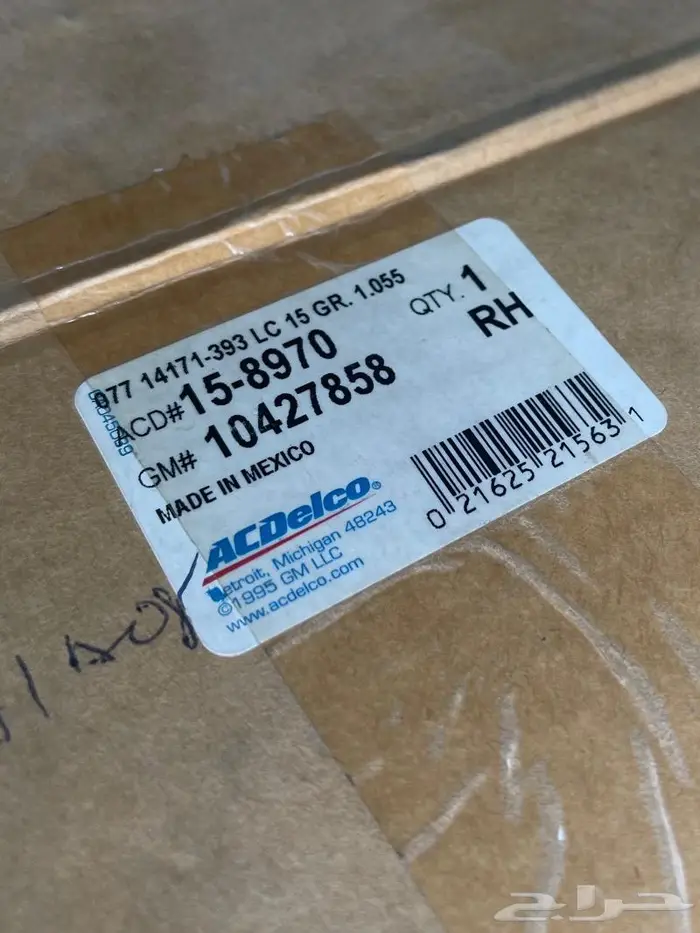 077 14171-393 LC 15 GR. 1.055
QTY. 1
ACD# 15-8970
RH
GM# 10427858
MADE IN MEXICO
0 21625 21563 1
ACDelco®
Detroit, Michigan 48243
©1995 GM LLC
www.acdelco.com
حراج